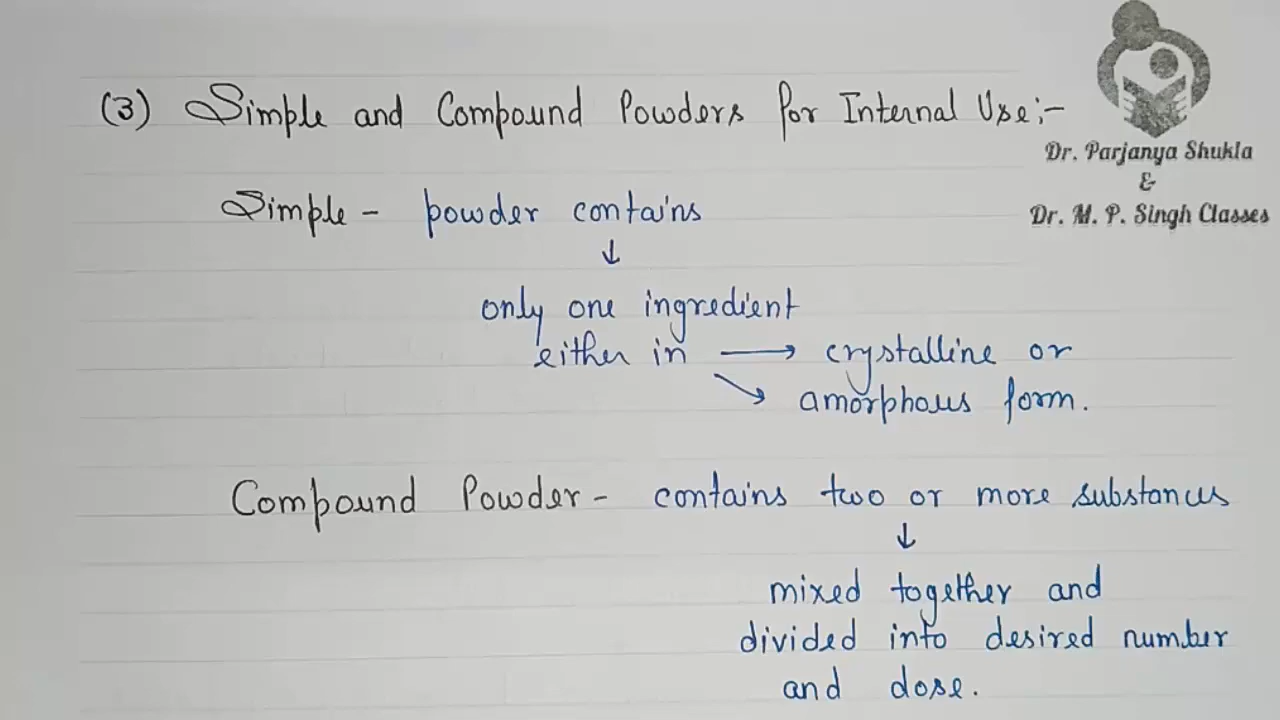 (3) Simple and Compound Powders for Internal Use:-
Dr. Parjanya Shukla
&
Dr. M. P. Singh Classes
Simple - powder contains
↓
only one ingredient
either in → crystalline or
↘ amorphous form.
Compound Powder - contains two or more substances
↓
mixed together and
divided into desired number
and dose.